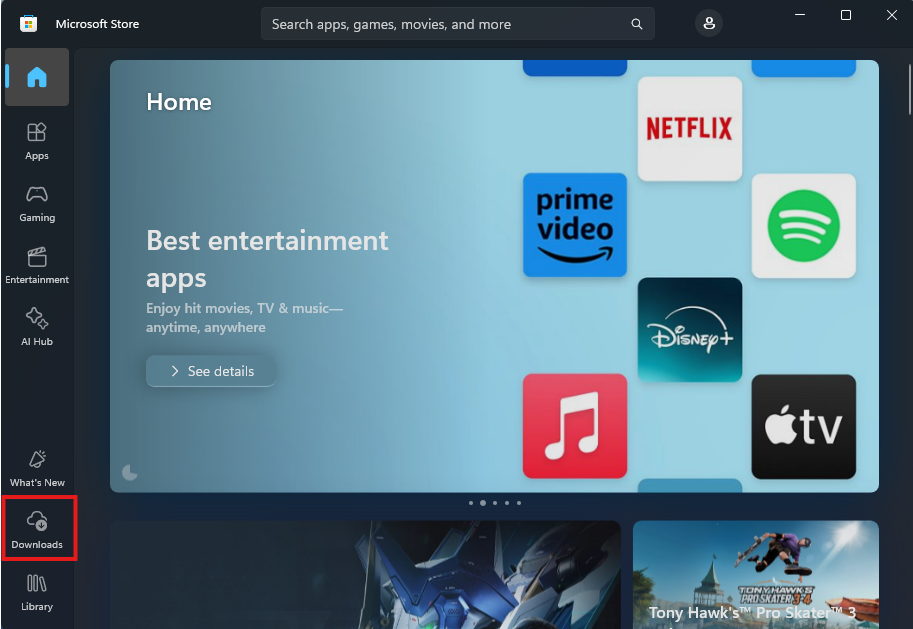 Microsoft Store
Search apps, games, movies, and more
Home
Apps
Gaming
Entertainment
AI Hub
What's New
Downloads
Library
Best entertainment
apps
Enjoy hit movies, TV & music—
anytime, anywhere
See details
NETFLIX
prime
video
Disney+
tv
TONY HAWK'S™
PRO SKATER™ 3+4
Tony Hawk's™ Pro Skater™ 3